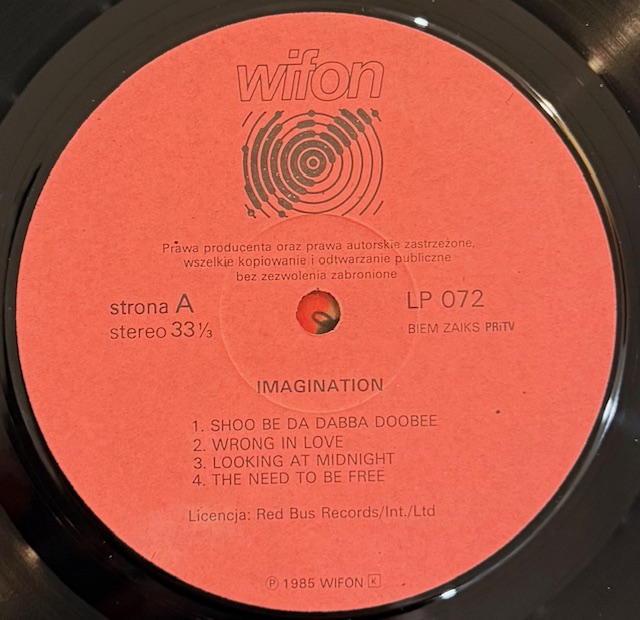 wifon
Prawa producenta oraz prawa autorskie zastrzeżone,
wszelkie kopiowanie i odtwarzanie publiczne
bez zezwolenia zabronione
strona A
stereo 33⅓
LP 072
BIEM ZAIKS PRiTV
IMAGINATION
1. SHOO BE DA DABBA DOOBEE
2. WRONG IN LOVE
3. LOOKING AT MIDNIGHT
4. THE NEED TO BE FREE
Licencja: Red Bus Records/Int./Ltd
Ⓟ 1985 WIFON K